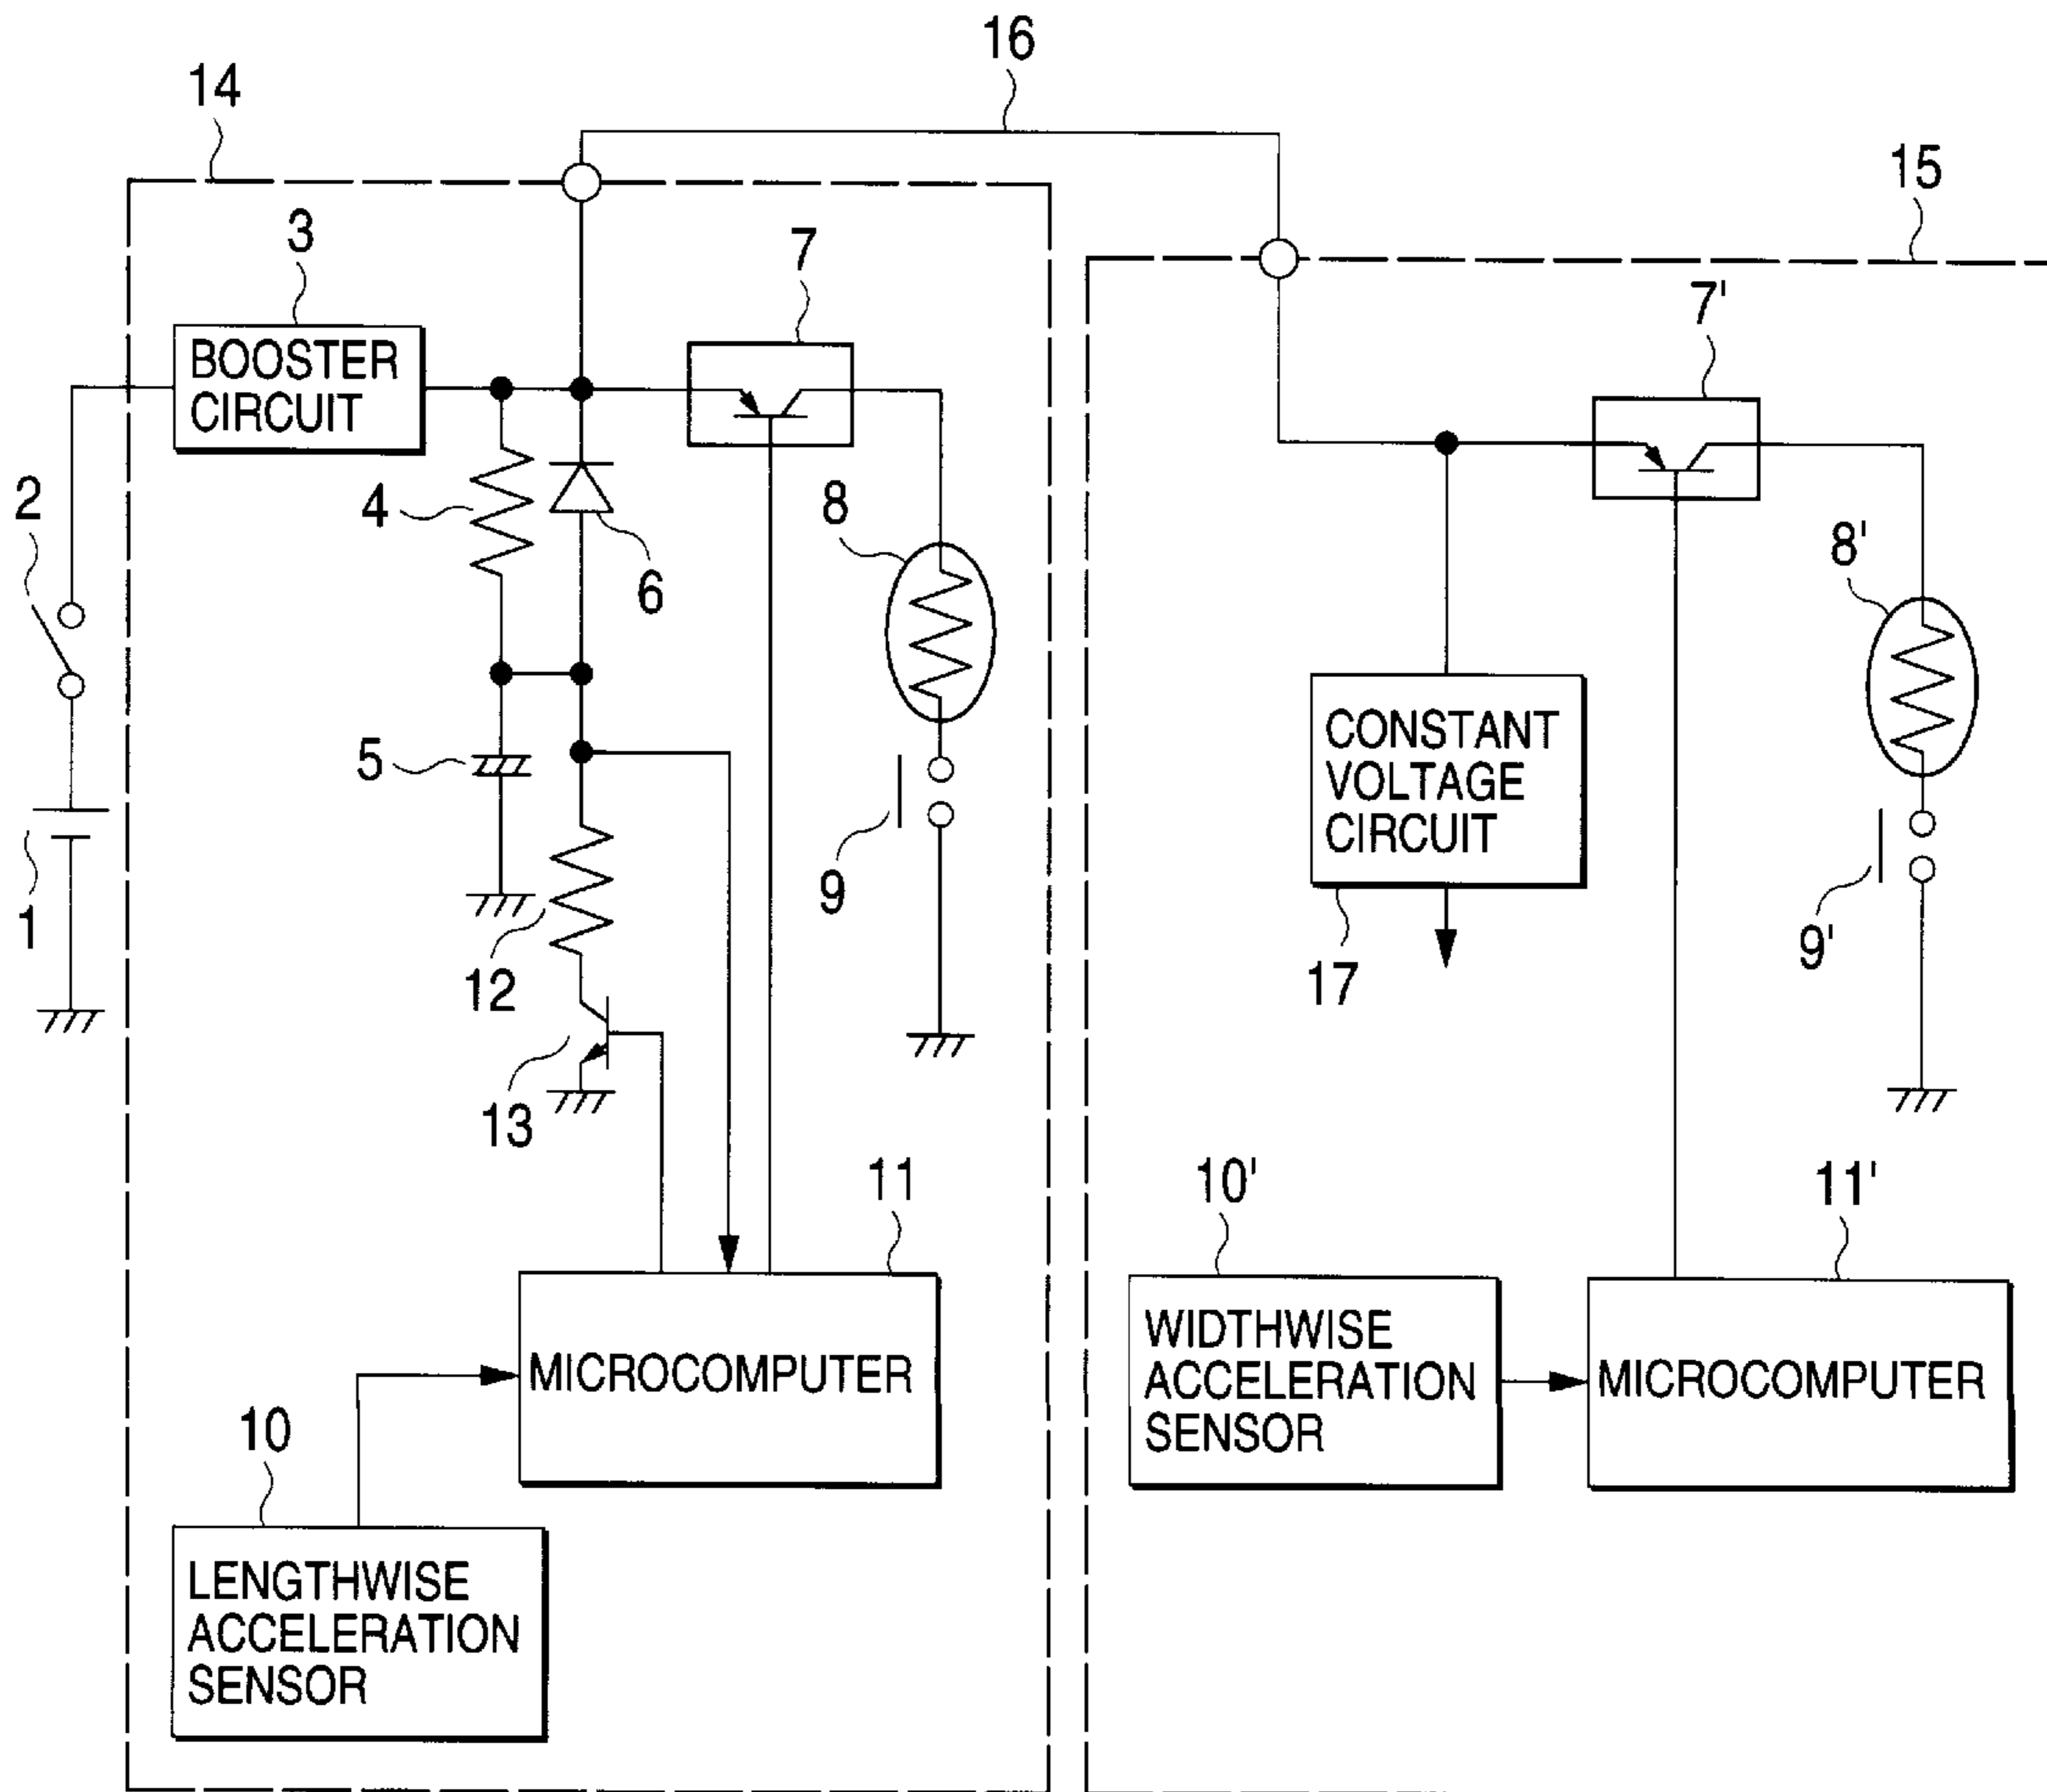 16
14
15
3
7
7'
BOOSTER
CIRCUIT
2
4
8
8'
6
CONSTANT
VOLTAGE
CIRCUIT
5
9
1
9'
12
17
13
11
10'
11'
WIDTHWISE
ACCELERATION
SENSOR
MICROCOMPUTER
MICROCOMPUTER
10
LENGTHWISE
ACCELERATION
SENSOR